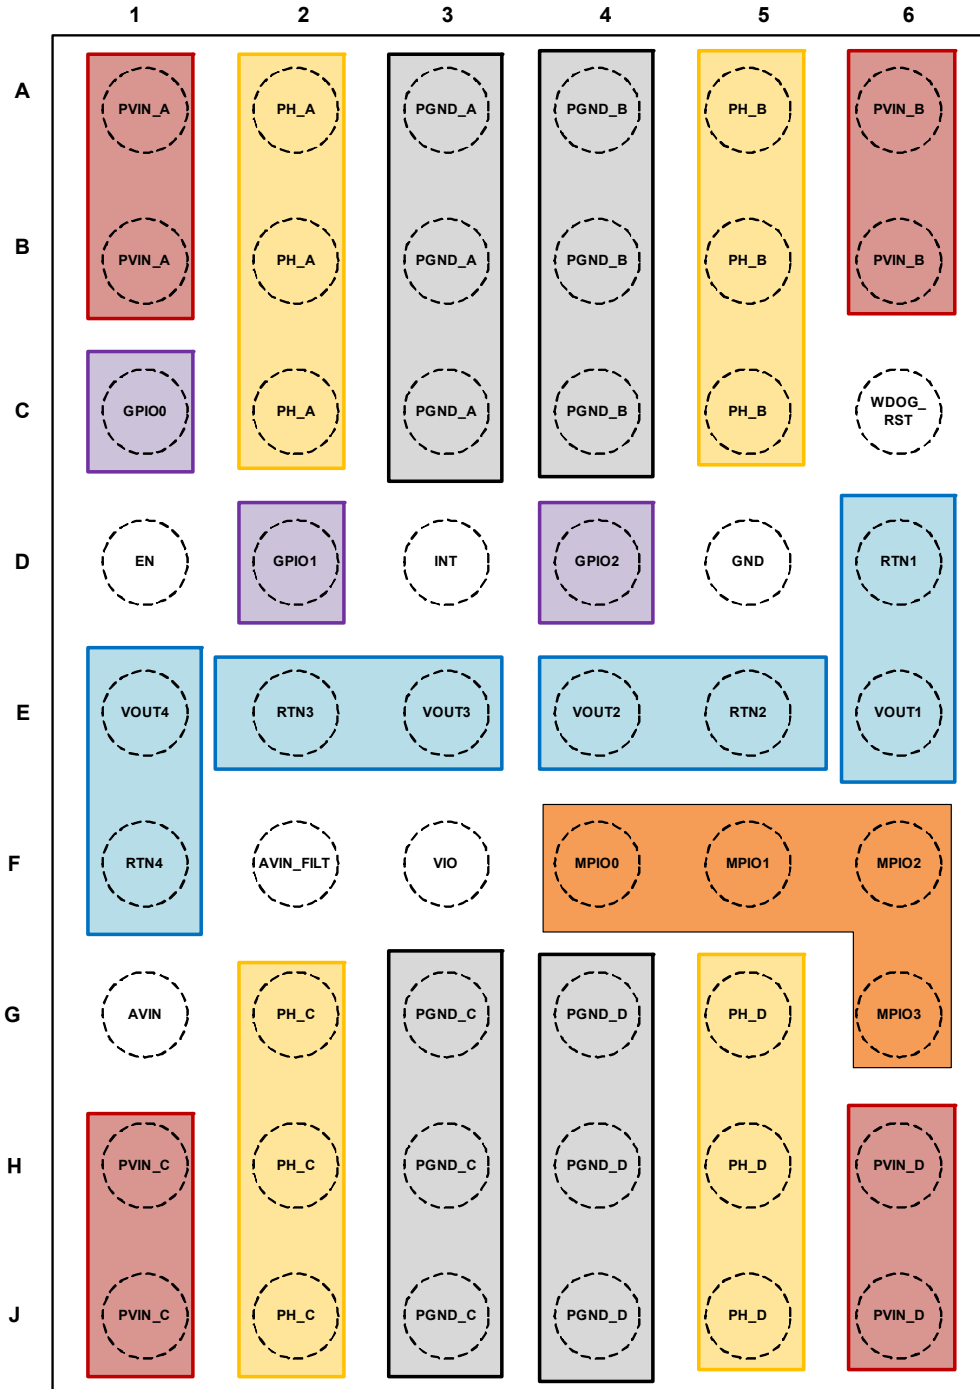 1 2 3 4 5 6
A PVIN_A PH_A PGND_A PGND_B PH_B PVIN_B
B PVIN_A PH_A PGND_A PGND_B PH_B PVIN_B
C GPIO0 PH_A PGND_A PGND_B PH_B WDOG_
RST
D EN GPIO1 INT GPIO2 GND RTN1
E VOUT4 RTN3 VOUT3 VOUT2 RTN2 VOUT1
F RTN4 AVIN_FILT VIO MPIO0 MPIO1 MPIO2
G AVIN PH_C PGND_C PGND_D PH_D MPIO3
H PVIN_C PH_C PGND_C PGND_D PH_D PVIN_D
J PVIN_C PH_C PGND_C PGND_D PH_D PVIN_D